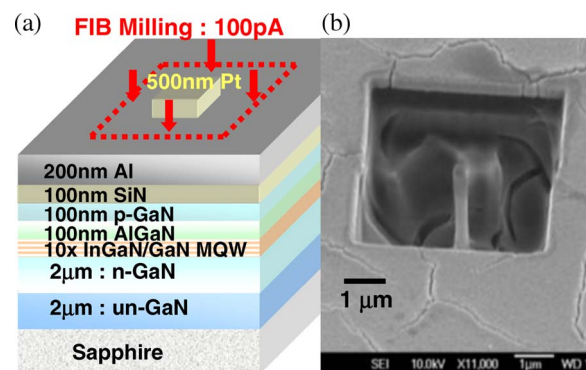 (a)
FIB Milling : 100pA
500nm Pt
200nm Al
100nm SiN
100nm p-GaN
100nm AlGaN
10x InGaN/GaN MQW
2μm : n-GaN
2μm : un-GaN
Sapphire
(b)
1 μm
SEI 10.0kV X11,000 1μm WD